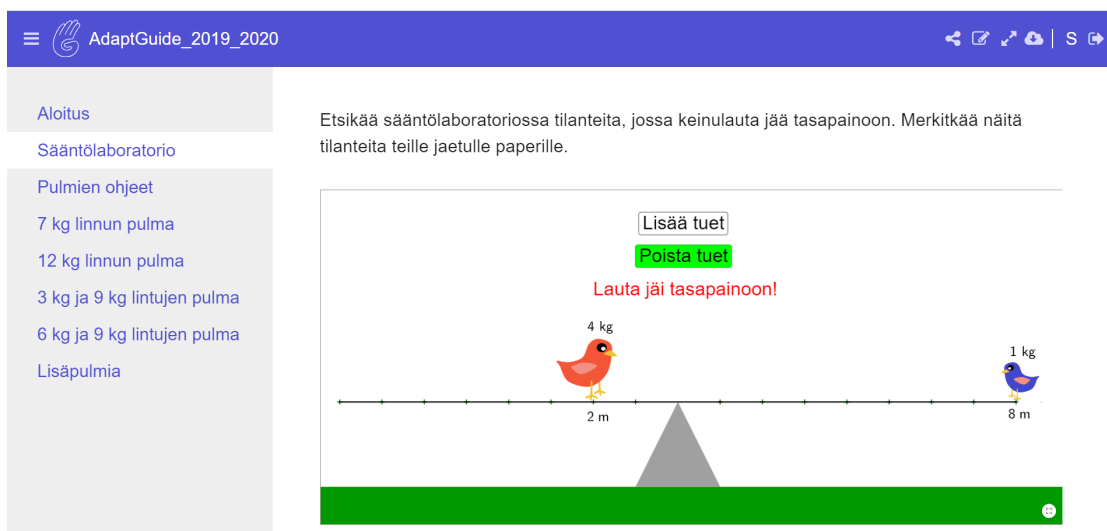 AdaptGuide_2019_2020
S
Aloitus
Sääntölaboratorio
Pulmien ohjeet
7 kg linnun pulma
12 kg linnun pulma
3 kg ja 9 kg lintujen pulma
6 kg ja 9 kg lintujen pulma
Lisäpulmia
Etsikää sääntölaboratoriossa tilanteita, jossa keinulauta jää tasapainoon. Merkitkää näitä
tilanteita teille jaetulle paperille.
Lisää tuet
Poista tuet
Lauta jäi tasapainoon!
4 kg
1 kg
2 m
8 m